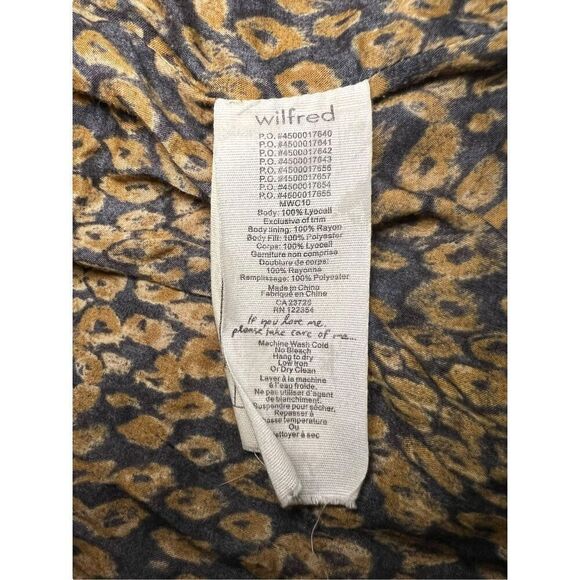 wilfred
P.O. #4500017640
P.O. #4500017641
P.O. #4500017642
P.O. #4500017643
P.O. #4500017656
P.O. #4500017657
P.O. #4500017654
P.O. #4500017655
MWC10
Body: 100% Lyocell
Exclusive of trim
Body lining: 100% Rayon
Body Fill: 100% Polyester
Corps: 100% Lyocell
Garniture non comprise
Doublure de corps:
100% Rayonne
Remplissage: 100% Polyester
Made in China
Fabriqué en Chine
CA 23725
RN 122354
If you love me,
please take care of me...
Machine Wash Cold
No Bleach
Hang to dry
Low Iron
Or Dry Clean
Laver à la machine
à l'eau froide.
Ne pas utiliser d'agent
de blanchiment.
Suspendre pour sécher.
Repasser à
basse température
Ou
nettoyer à sec